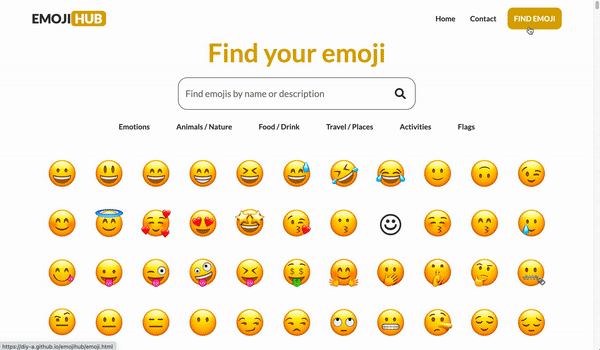 EMOJI HUB
Home Contact FIND EMOJI
Find your emoji
Find emojis by name or description
Emotions Animals / Nature Food / Drink Travel / Places Activities Flags
https://diy-a.github.io/emojihub/emoji.html